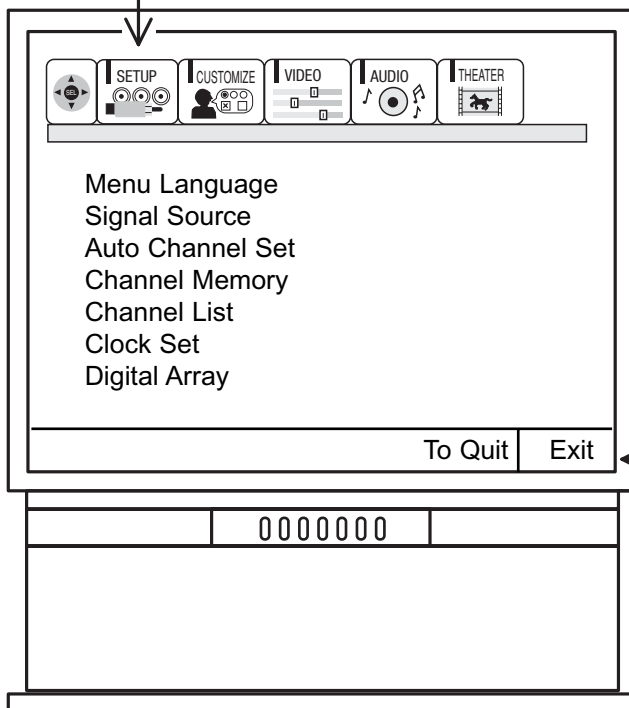 SEL SETUP CUSTOMIZE VIDEO AUDIO THEATER
Menu Language
Signal Source
Auto Channel Set
Channel Memory
Channel List
Clock Set
Digital Array
To Quit Exit